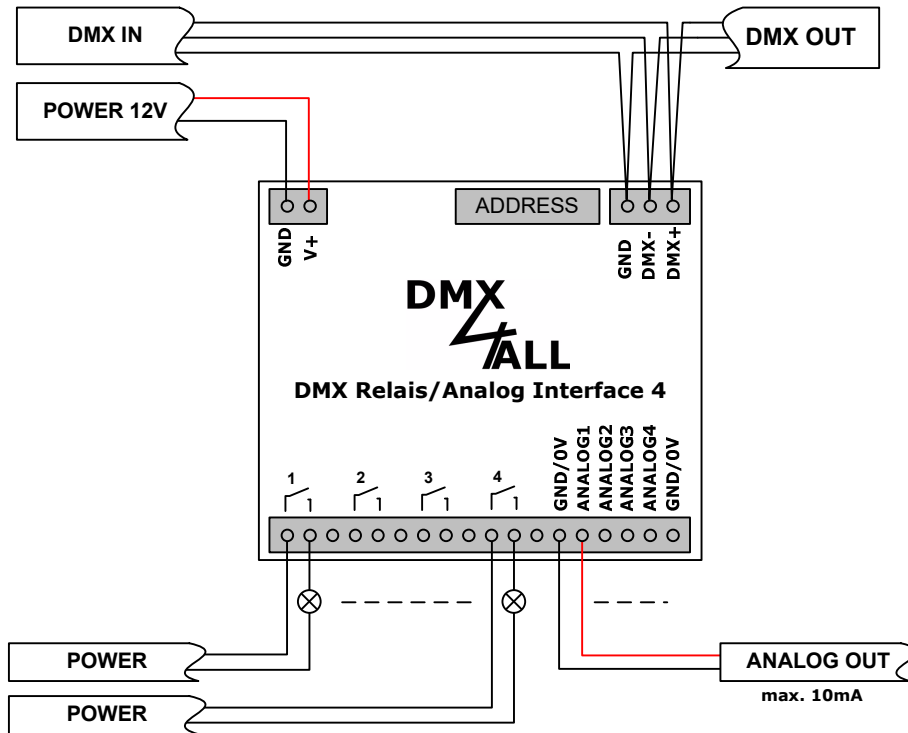 DMX IN
DMX OUT
POWER 12V
ADDRESS
GND
V+
GND
DMX-
DMX+
DMX
4
ALL
DMX Relais/Analog Interface 4
1
2
3
4
GND/0V
ANALOG1
ANALOG2
ANALOG3
ANALOG4
GND/0V
POWER
ANALOG OUT
max. 10mA
POWER